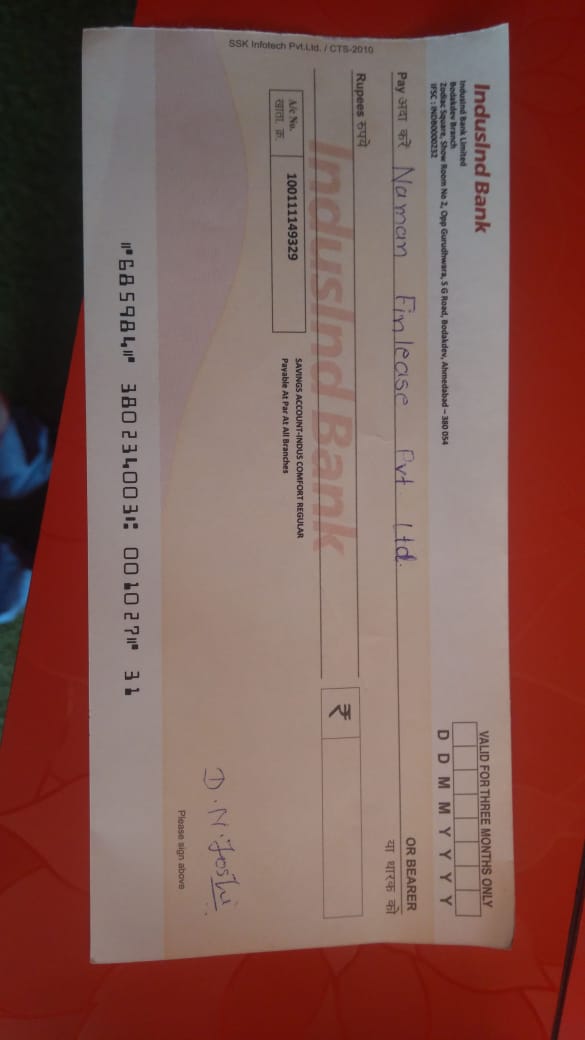 IndusInd Bank
IndusInd Bank Limited
Bodakdev Branch
Zodiac Square, Show Room No 2, Opp Gurudhwara, S G Road, Bodakdev, Ahmedabad – 380 054
IFSC : INDB0000232
VALID FOR THREE MONTHS ONLY
D D M M Y Y Y Y
Pay अदा करें Naman Finlease Pvt Ltd.
OR BEARER
या धारक को
Rupees रुपये
₹
IndusInd Bank
A/c No.
खाता क्र.
100111149329
SAVINGS ACCOUNT-INDUS COMFORT REGULAR
Payable At Par At All Branches
SSK Infotech Pvt.Ltd. / CTS-2010
D.N.Joshi
Please sign above
⑈685984⑈ 380234003⑆ 001027⑈ 31